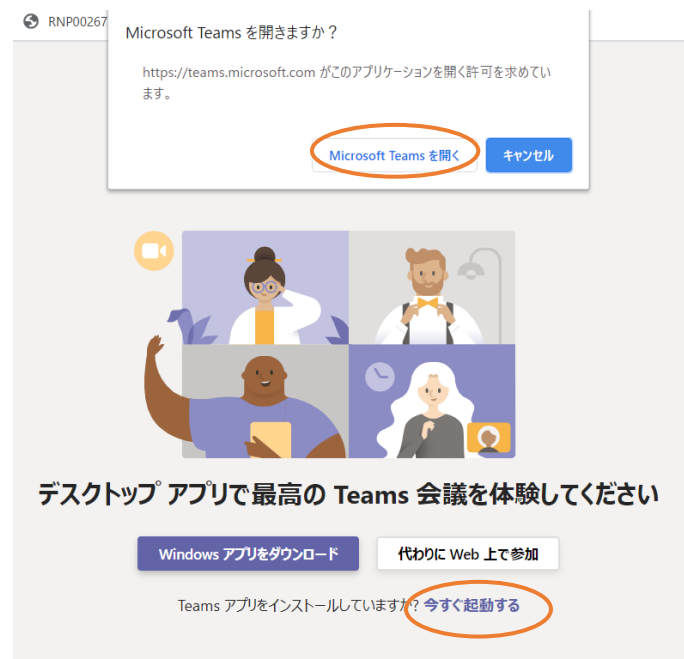 RNP00267
Microsoft Teams を開きますか？
https://teams.microsoft.com がこのアプリケーションを開く許可を求めてい
ます。
Microsoft Teams を開く
キャンセル
デスクトップ アプリで最高の Teams 会議を体験してください
Windows アプリをダウンロード
代わりに Web 上で参加
Teams アプリをインストールしていますか? 今すぐ起動する